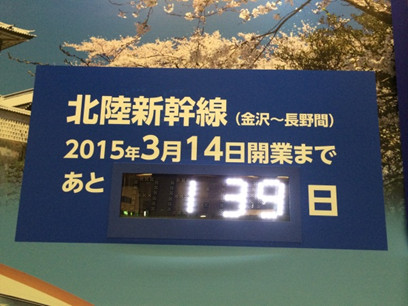 北陸新幹線（金沢～長野間）
2015年3月14日開業まで
あと 139 日